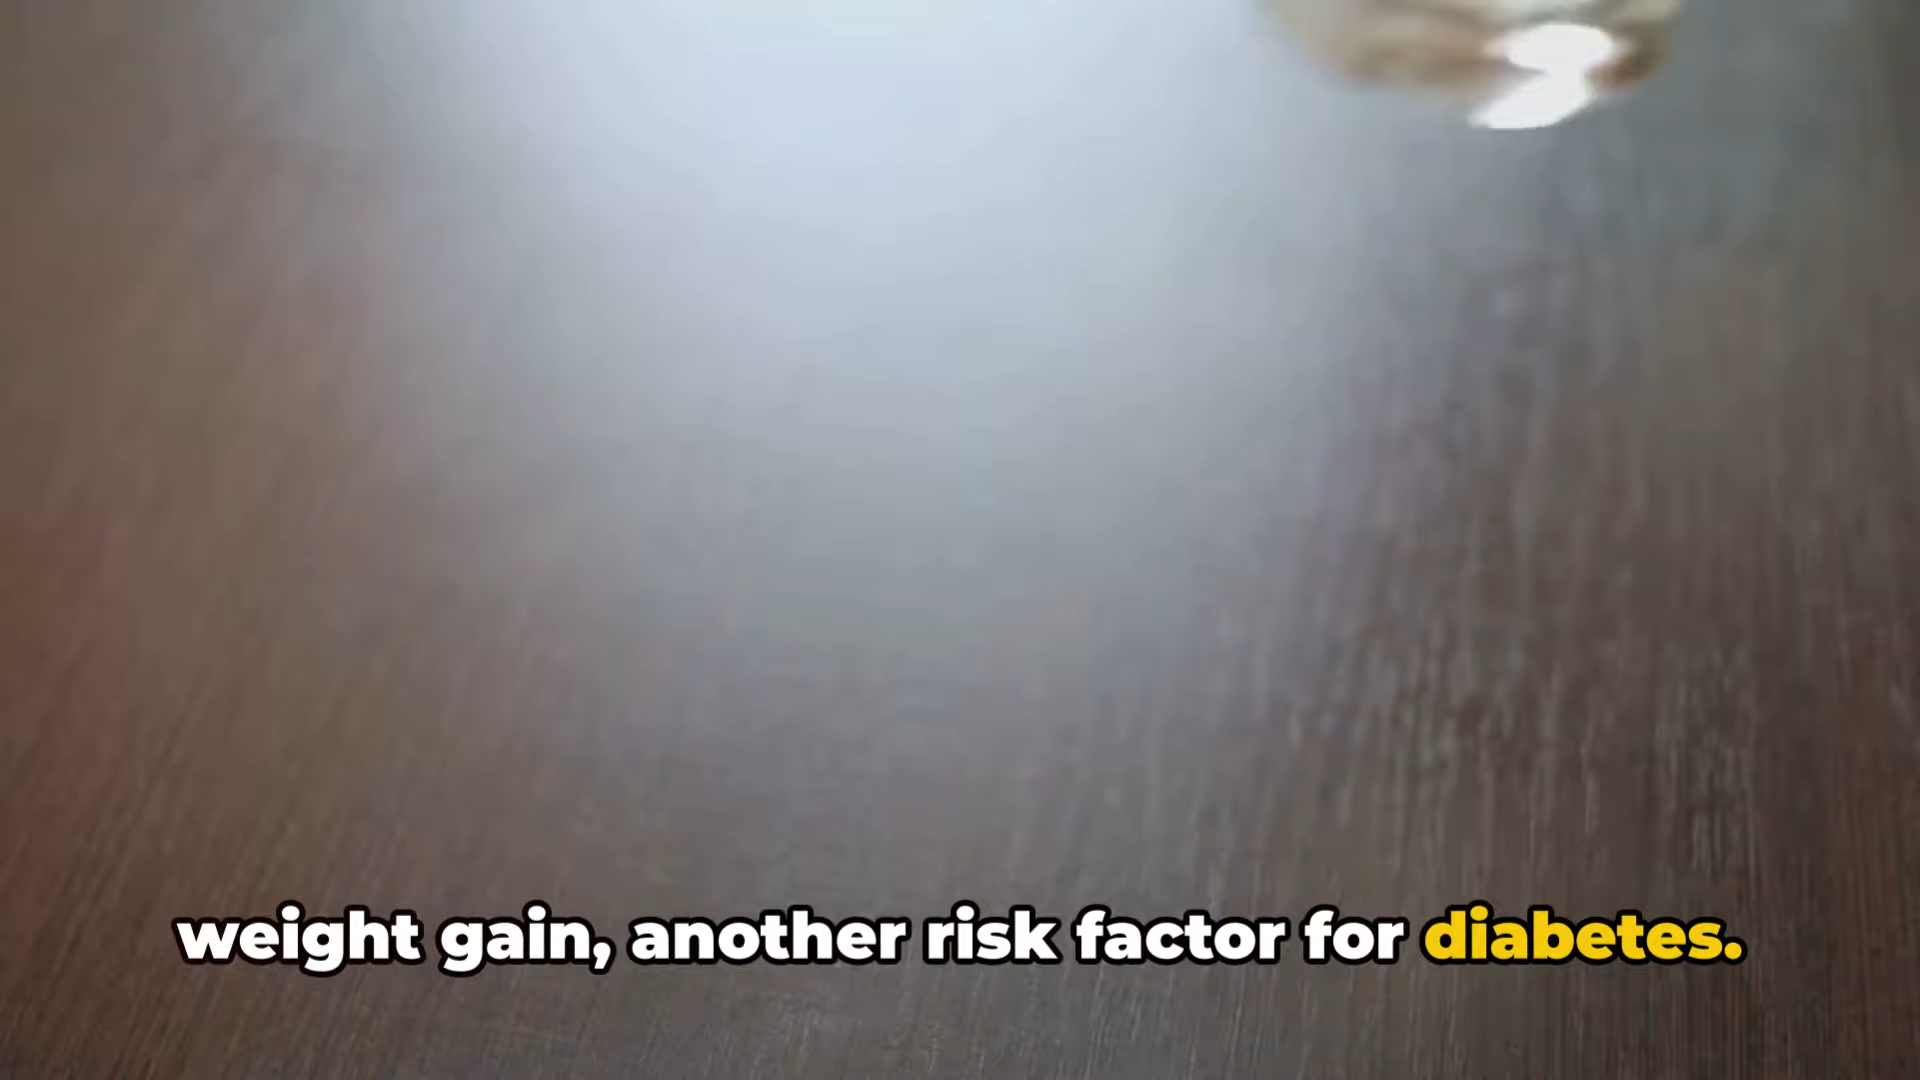 weight gain, another risk factor for diabetes.